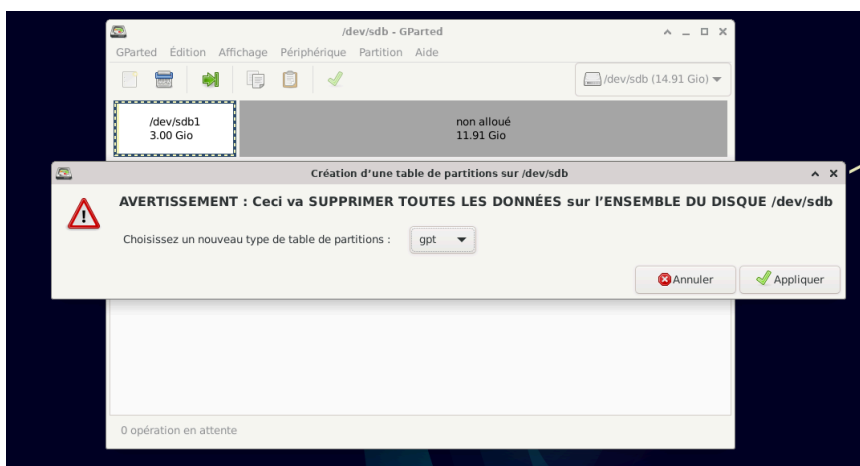 /dev/sdb - GParted
GParted Édition Affichage Périphérique Partition Aide
/dev/sdb (14.91 Gio)
/dev/sdb1
3.00 Gio
non alloué
11.91 Gio
Création d’une table de partitions sur /dev/sdb
AVERTISSEMENT : Ceci va SUPPRIMER TOUTES LES DONNÉES sur l’ENSEMBLE DU DISQUE /dev/sdb
Choisissez un nouveau type de table de partitions : gpt
Annuler Appliquer
0 opération en attente